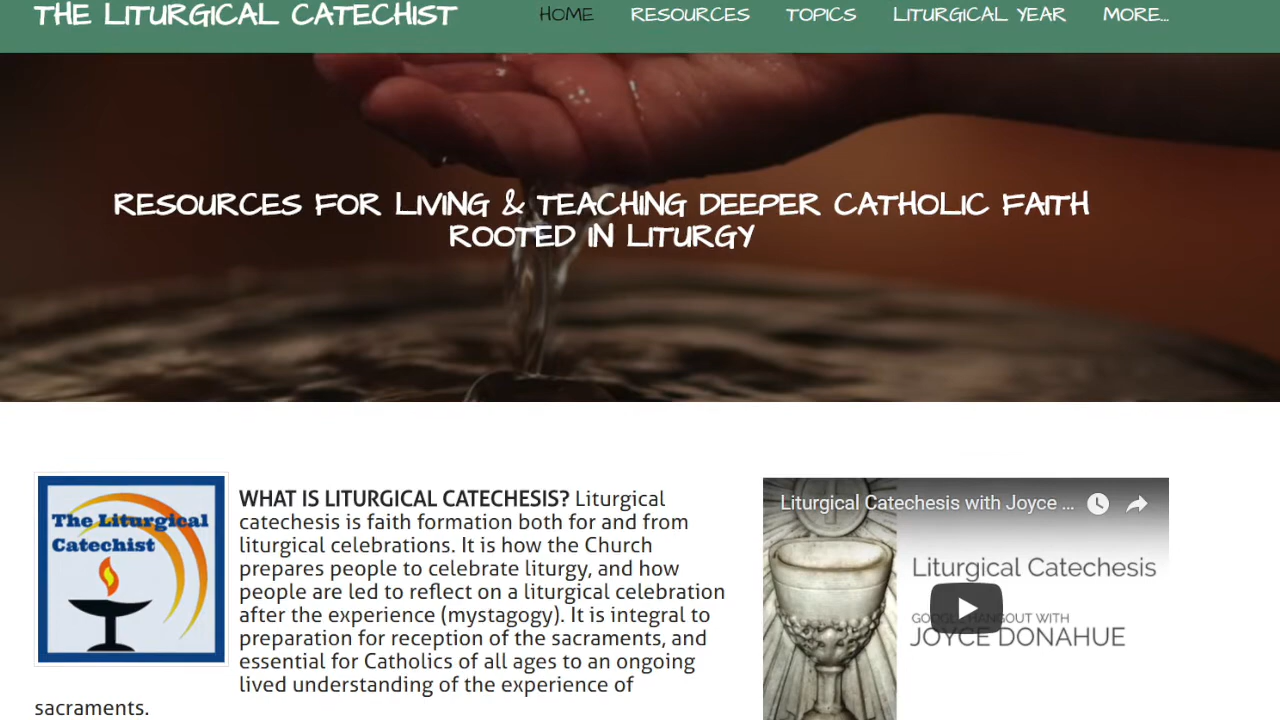 THE LITURGICAL CATECHIST
HOME RESOURCES TOPICS LITURGICAL YEAR MORE...
RESOURCES FOR LIVING & TEACHING DEEPER CATHOLIC FAITH
ROOTED IN LITURGY
The Liturgical
Catechist
WHAT IS LITURGICAL CATECHESIS? Liturgical
catechesis is faith formation both for and from
liturgical celebrations. It is how the Church
prepares people to celebrate liturgy, and how
people are led to reflect on a liturgical celebration
after the experience (mystagogy). It is integral to
preparation for reception of the sacraments, and
essential for Catholics of all ages to an ongoing
lived understanding of the experience of
sacraments.
Liturgical Catechesis with Joyce ...
Liturgical Catechesis
GOOGLE HANGOUT WITH
JOYCE DONAHUE